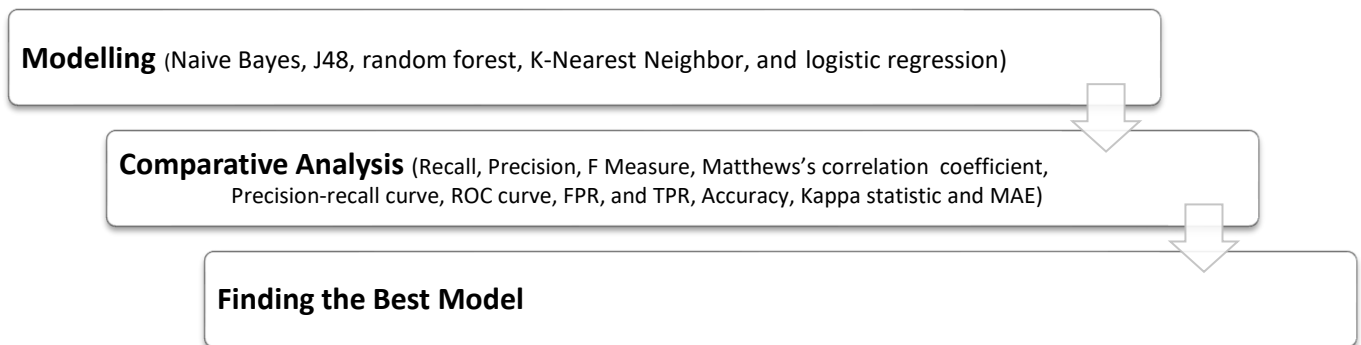 Modelling (Naive Bayes, J48, random forest, K-Nearest Neighbor, and logistic regression)
Comparative Analysis (Recall, Precision, F Measure, Matthews's correlation coefficient,
Precision-recall curve, ROC curve, FPR, and TPR, Accuracy, Kappa statistic and MAE)
Finding the Best Model